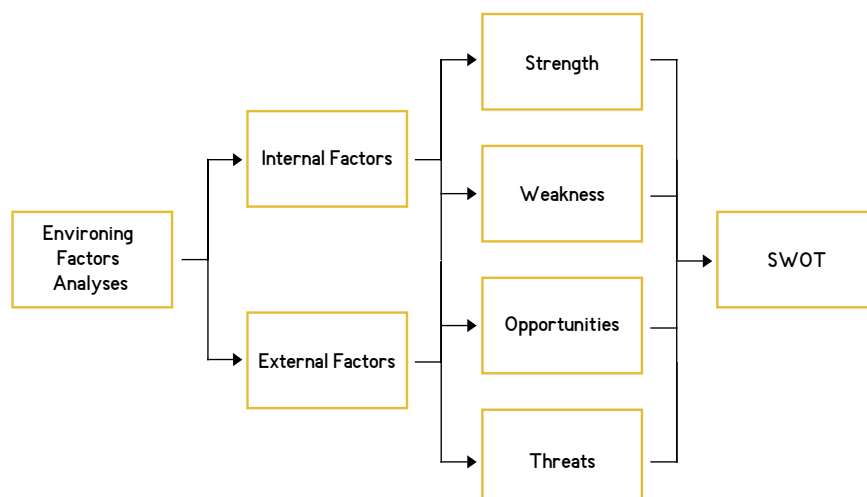 Environing
Factors
Analyses
Internal Factors
External Factors
Strength
Weakness
Opportunities
Threats
SWOT